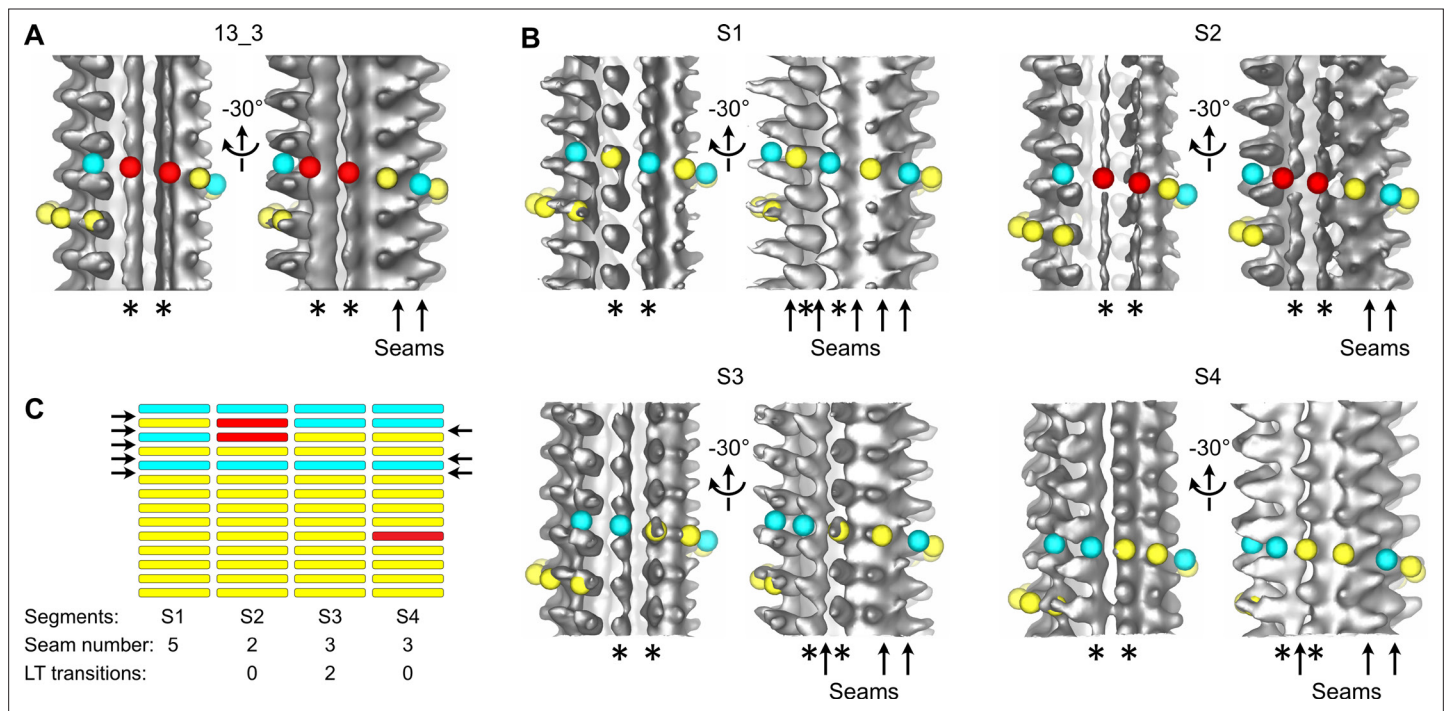 A
13_3
-30°
* *
* *
Seams
B
S1
-30°
* *
* *
Seams
S2
-30°
* *
* *
Seams
C
Segments: S1 S2 S3 S4
Seam number: 5 2 3 3
LT transitions: 0 2 0
S3
-30°
* *
* *
Seams
S4
-30°
* *
* *
Seams